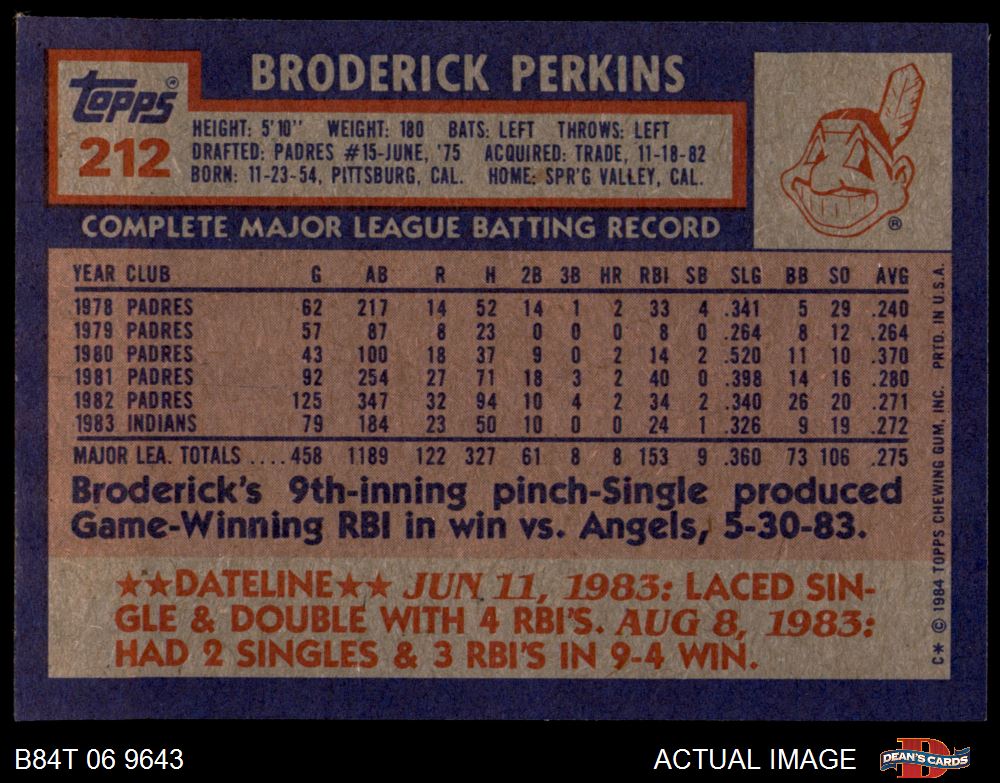 BRODERICK PERKINS
Topps®
212
HEIGHT: 5'10" WEIGHT: 180 BATS: LEFT THROWS: LEFT
DRAFTED: PADRES #15-JUNE, '75 ACQUIRED: TRADE, 11-18-82
BORN: 11-23-54, PITTSBURG, CAL. HOME: SPR'G VALLEY, CAL.
®
COMPLETE MAJOR LEAGUE BATTING RECORD
YEAR CLUB G AB R H 2B 3B HR RBI SB SLG BB SO AVG
1978 PADRES 62 217 14 52 14 1 2 33 4 .341 5 29 .240
1979 PADRES 57 87 8 23 0 0 0 8 0 .264 8 12 .264
1980 PADRES 43 100 18 37 9 0 2 14 2 .520 11 10 .370
1981 PADRES 92 254 27 71 18 3 2 40 0 .398 14 16 .280
1982 PADRES 125 347 32 94 10 4 2 34 2 .340 26 20 .271
1983 INDIANS 79 184 23 50 10 0 0 24 1 .326 9 19 .272
MAJOR LEA. TOTALS ....458 1189 122 327 61 8 8 153 9 .360 73 106 .275
Broderick's 9th-inning pinch-Single produced
Game-Winning RBI in win vs. Angels, 5-30-83.
★★DATELINE★★ JUN 11, 1983: LACED SIN-
GLE & DOUBLE WITH 4 RBI'S. AUG 8, 1983:
HAD 2 SINGLES & 3 RBI'S IN 9-4 WIN.
C* © 1984 TOPPS CHEWING GUM, INC. PRTD. IN U.S.A.
B84T 06 9643
ACTUAL IMAGE
DEAN'S CARDS